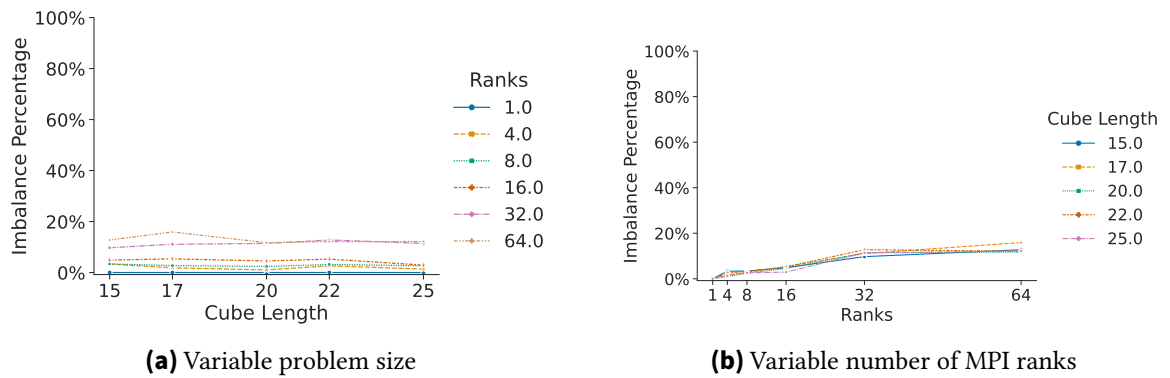 100%
80%
60%
40%
20%
0%
Imbalance Percentage
15 17 20 22 25
Cube Length
Ranks
1.0
4.0
8.0
16.0
32.0
64.0
(a) Variable problem size
100%
80%
60%
40%
20%
0%
Imbalance Percentage
1 4 8 16 32 64
Ranks
Cube Length
15.0
17.0
20.0
22.0
25.0
(b) Variable number of MPI ranks